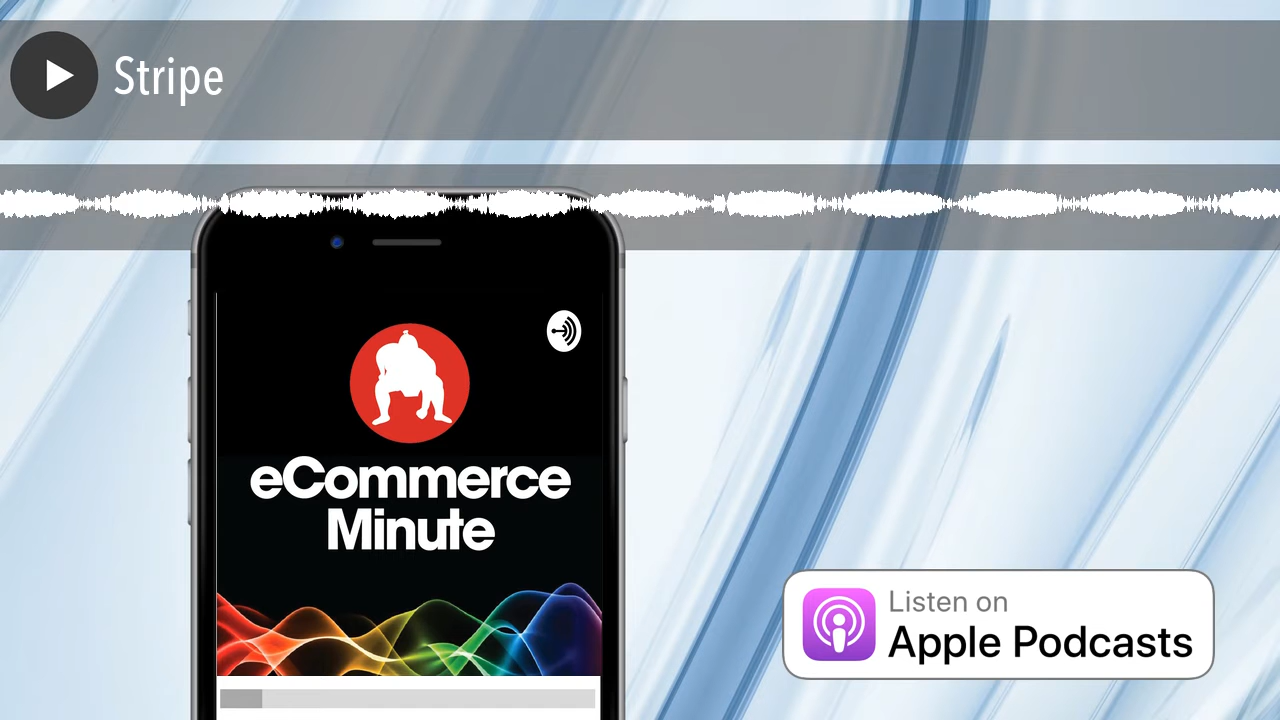 Stripe
eCommerce
Minute
Listen on
Apple Podcasts